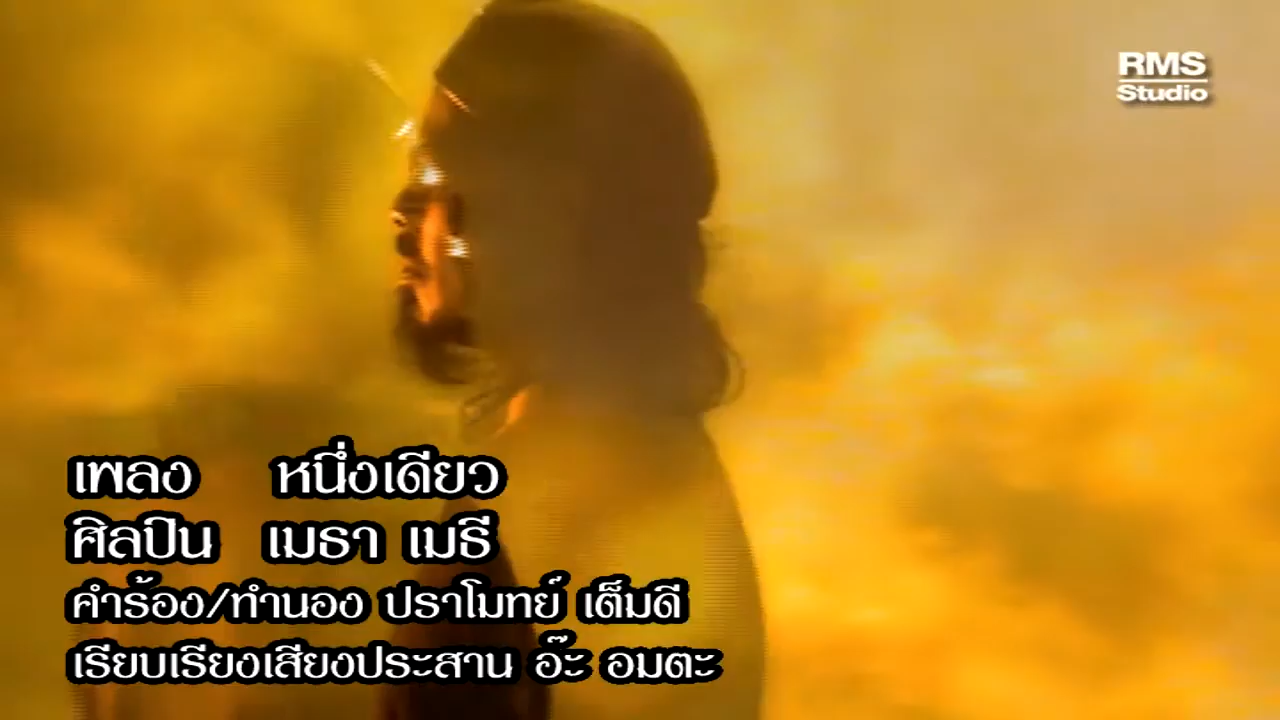 RMS
Studio
เพลง หนึ่งเดียว
ศิลปิน เมธา เมธี
คำร้อง/ทำนอง ปราโมทย์ เต็มดี
เรียบเรียงเสียงประสาน อ๊ะ อมตะ